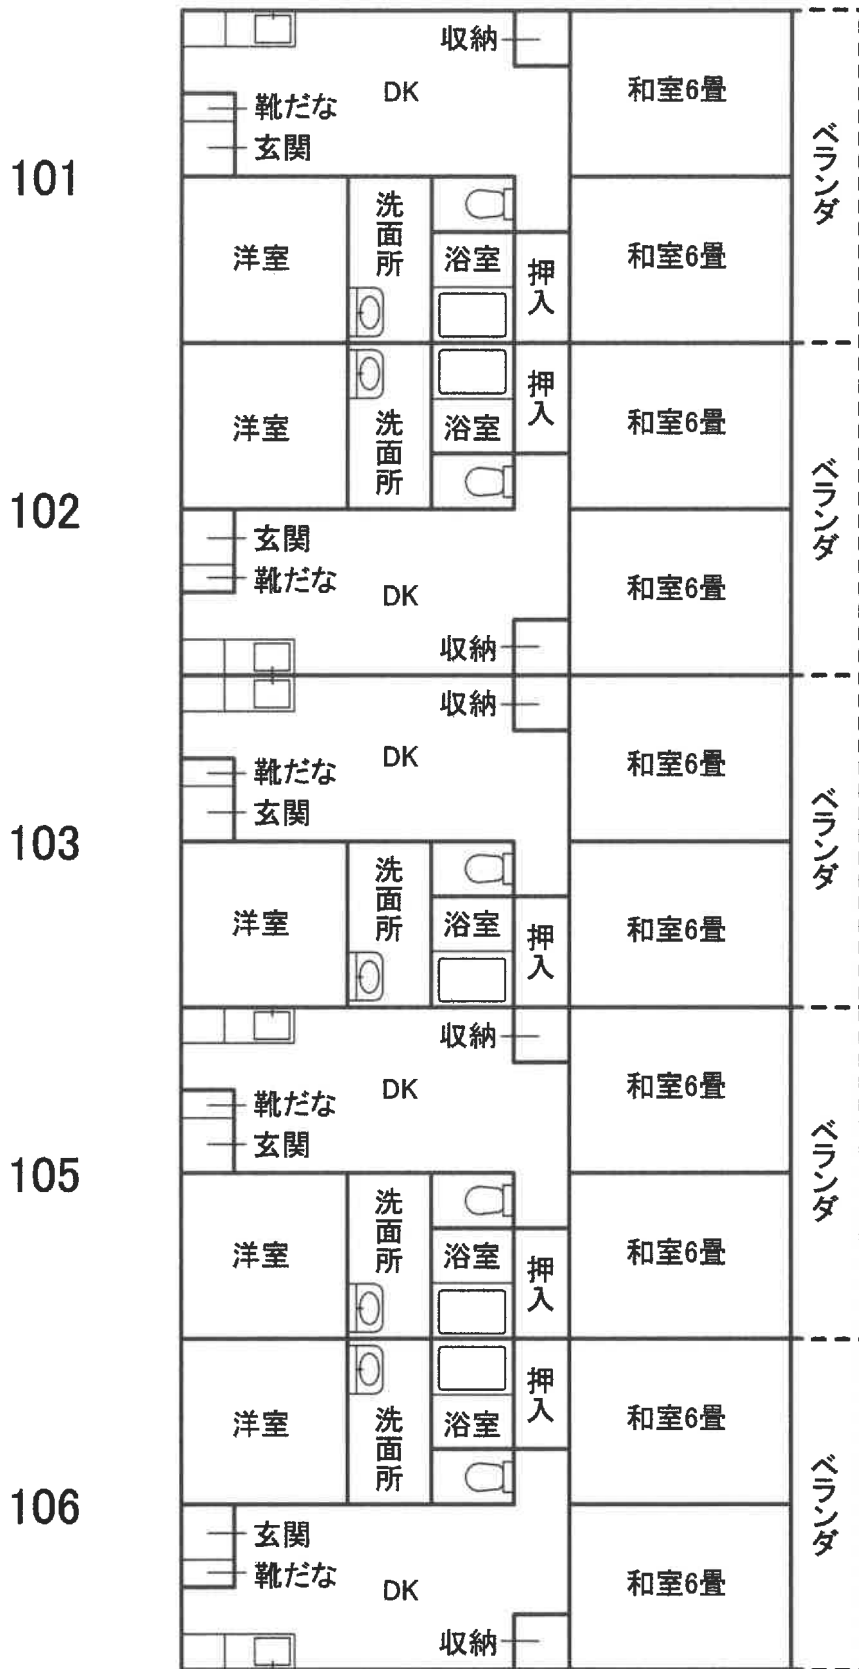 101
収納
DK
和室6畳
靴だな
玄関
ベランダ
洋室
洗面所
浴室
押入
和室6畳
102
洋室
洗面所
浴室
押入
和室6畳
ベランダ
玄関
靴だな
DK
和室6畳
収納
103
収納
DK
和室6畳
靴だな
玄関
ベランダ
洋室
洗面所
浴室
押入
和室6畳
105
収納
DK
和室6畳
靴だな
玄関
ベランダ
洋室
洗面所
浴室
押入
和室6畳
106
洋室
洗面所
浴室
押入
和室6畳
ベランダ
玄関
靴だな
DK
和室6畳
収納